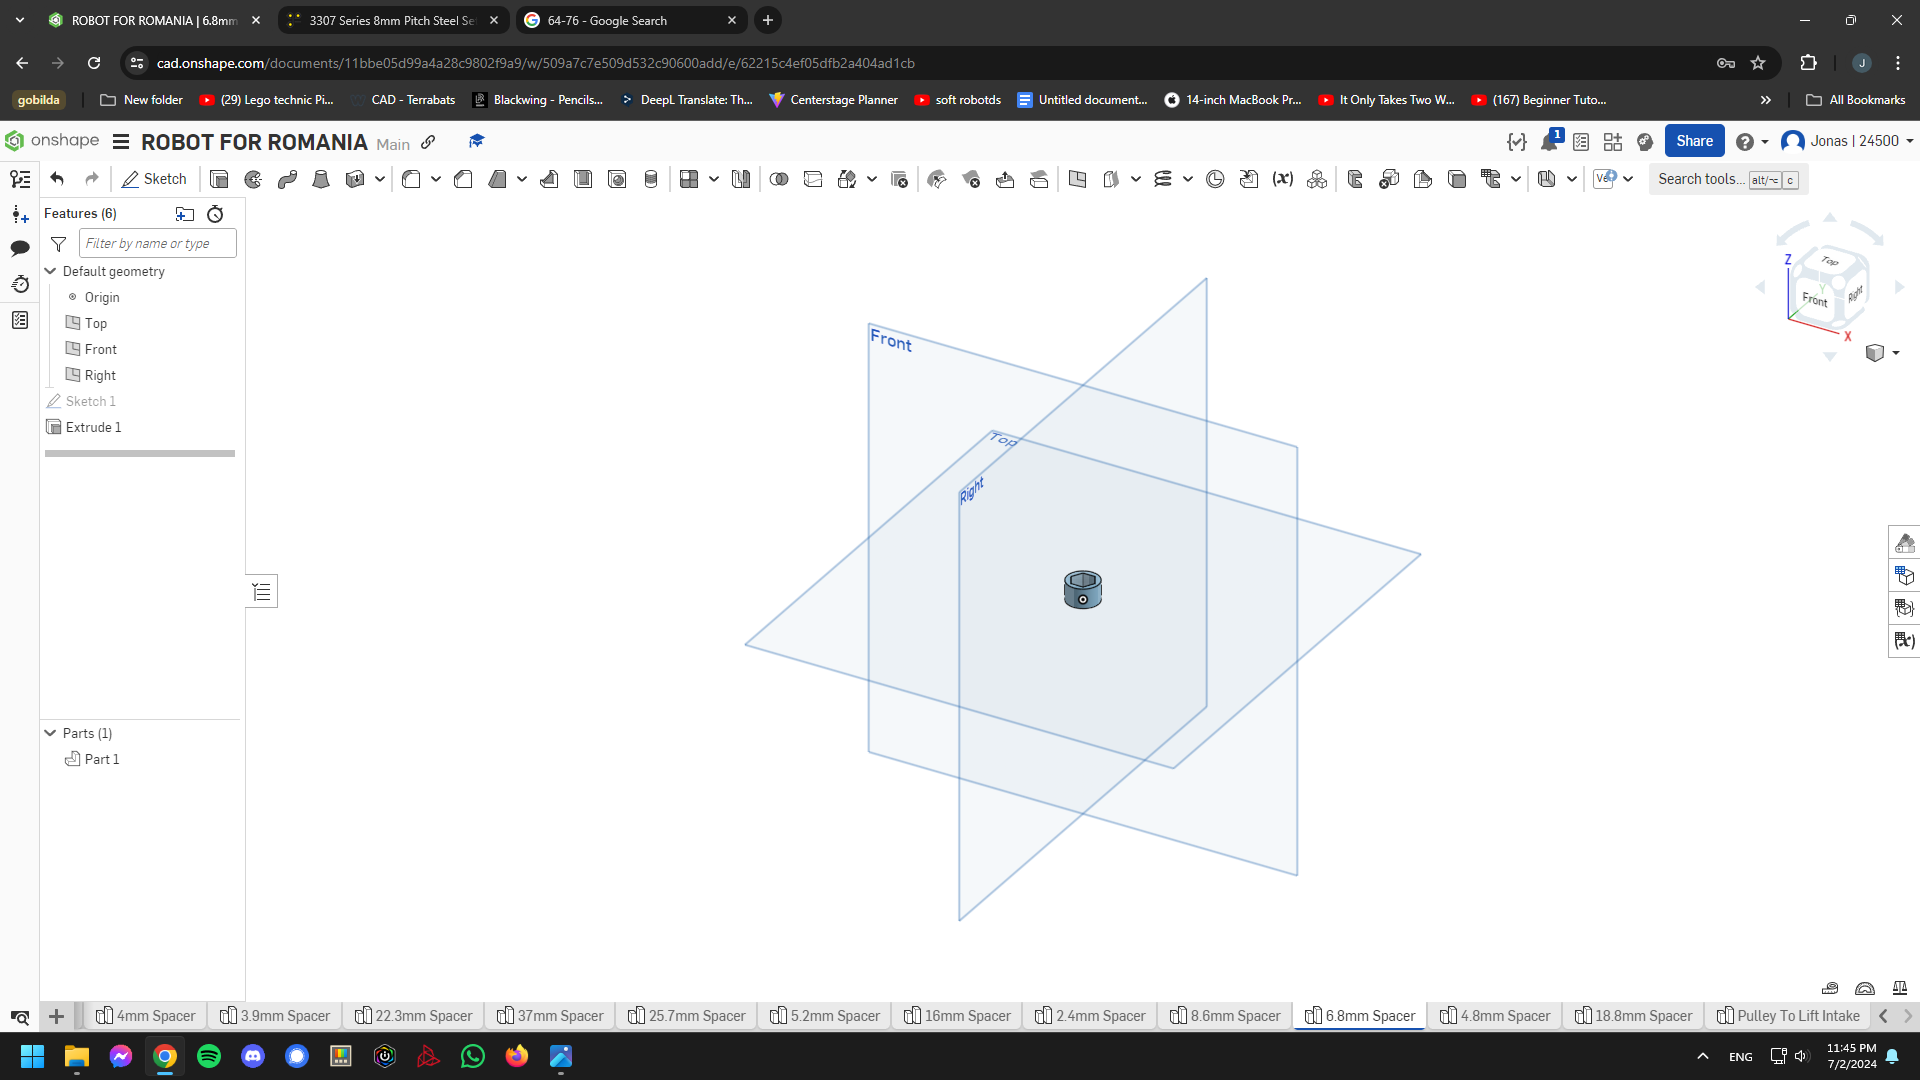 ROBOT FOR ROMANIA | 6.8mm
3307 Series 8mm Pitch Steel Se
64-76 - Google Search
cad.onshape.com/documents/11bbe05d99a4a28c9802f9a9/w/509a7c7e509d532c90600add/e/62215c4ef05dfb2a404ad1cb
J
gobilda
New folder
(29) Lego technic Pi...
CAD - Terrabats
Blackwing - Pencils...
DeepL Translate: Th...
Centerstage Planner
soft robotds
Untitled document...
14-inch MacBook Pr...
It Only Takes Two W...
(167) Beginner Tuto...
All Bookmarks
onshape
ROBOT FOR ROMANIA Main
1
Share
Jonas | 24500
Sketch
Search tools... alt/⌥ c
Features (6)
Filter by name or type
Default geometry
Origin
Top
Front
Right
Sketch 1
Extrude 1
Parts (1)
Part 1
Front
Top
Right
Z
Top
Front
Right
Y
X
4mm Spacer
3.9mm Spacer
22.3mm Spacer
37mm Spacer
25.7mm Spacer
5.2mm Spacer
16mm Spacer
2.4mm Spacer
8.6mm Spacer
6.8mm Spacer
4.8mm Spacer
18.8mm Spacer
Pulley To Lift Intake
ENG
11:45 PM
7/2/2024